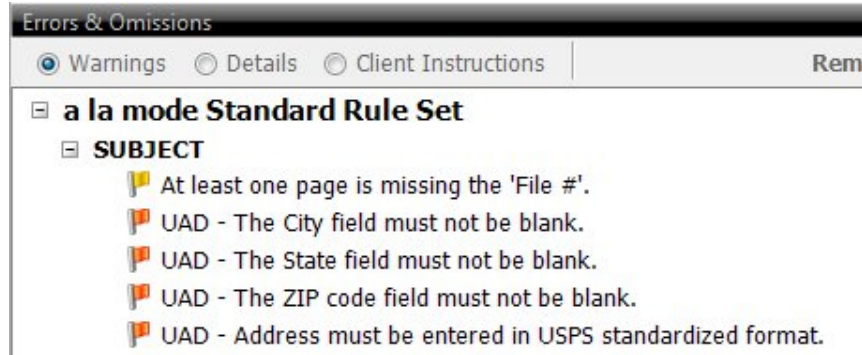 Errors & Omissions
Warnings Details Client Instructions Rem
a la mode Standard Rule Set
SUBJECT
At least one page is missing the 'File #'.
UAD - The City field must not be blank.
UAD - The State field must not be blank.
UAD - The ZIP code field must not be blank.
UAD - Address must be entered in USPS standardized format.